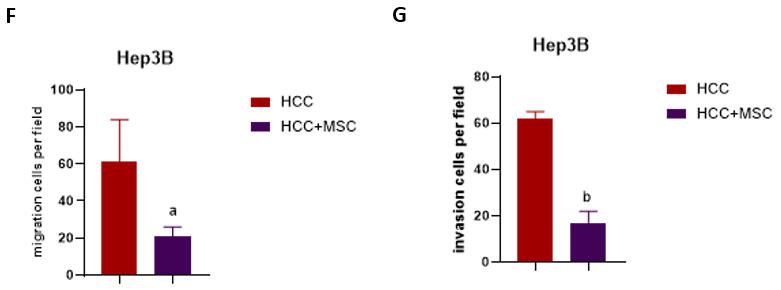 F
Hep3B
migration cells per field
100
80
60
40
20
0
a
HCC
HCC+MSC
G
Hep3B
invasion cells per field
80
60
40
20
0
b
HCC
HCC+MSC